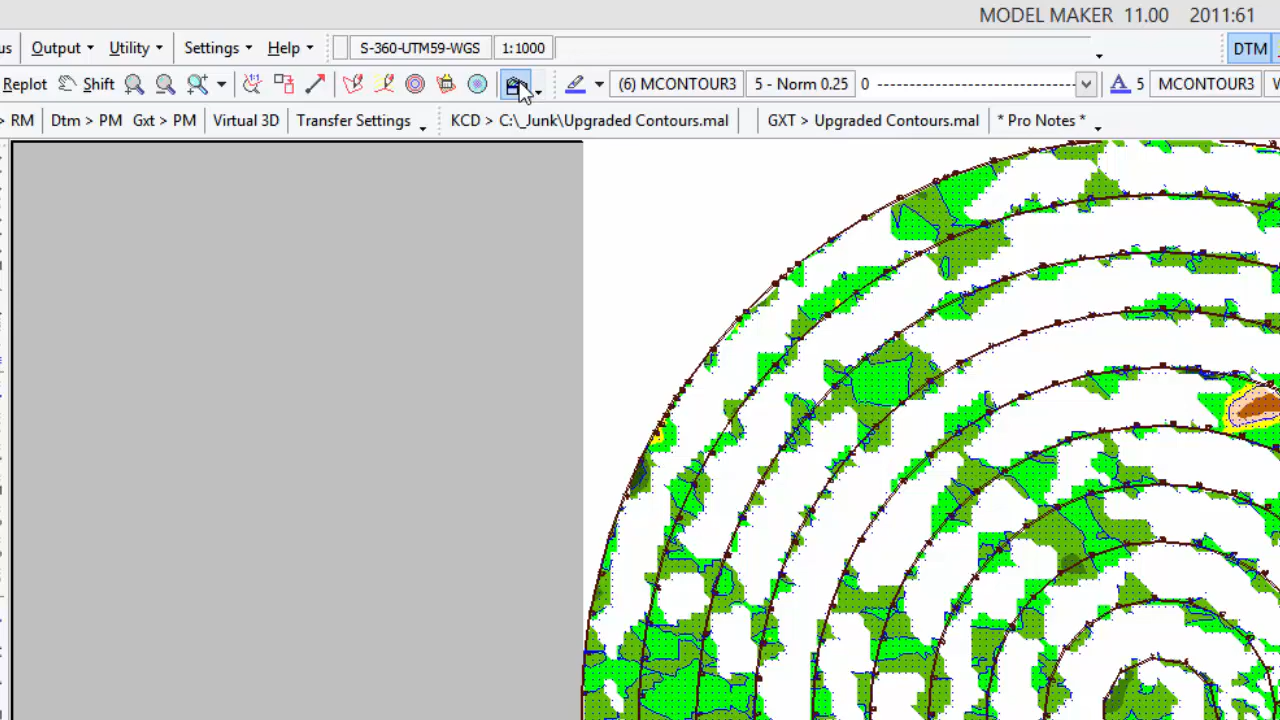 MODEL MAKER 11.00 2011:61
us Output Utility Settings Help S-360-UTM59-WGS 1:1000 DTM
Replot Shift (6) MCONTOUR3 5 - Norm 0.25 0 A 5 MCONTOUR3
> RM Dtm > PM Gxt > PM Virtual 3D Transfer Settings KCD > C:\_Junk\Upgraded Contours.mal GXT > Upgraded Contours.mal * Pro Notes *